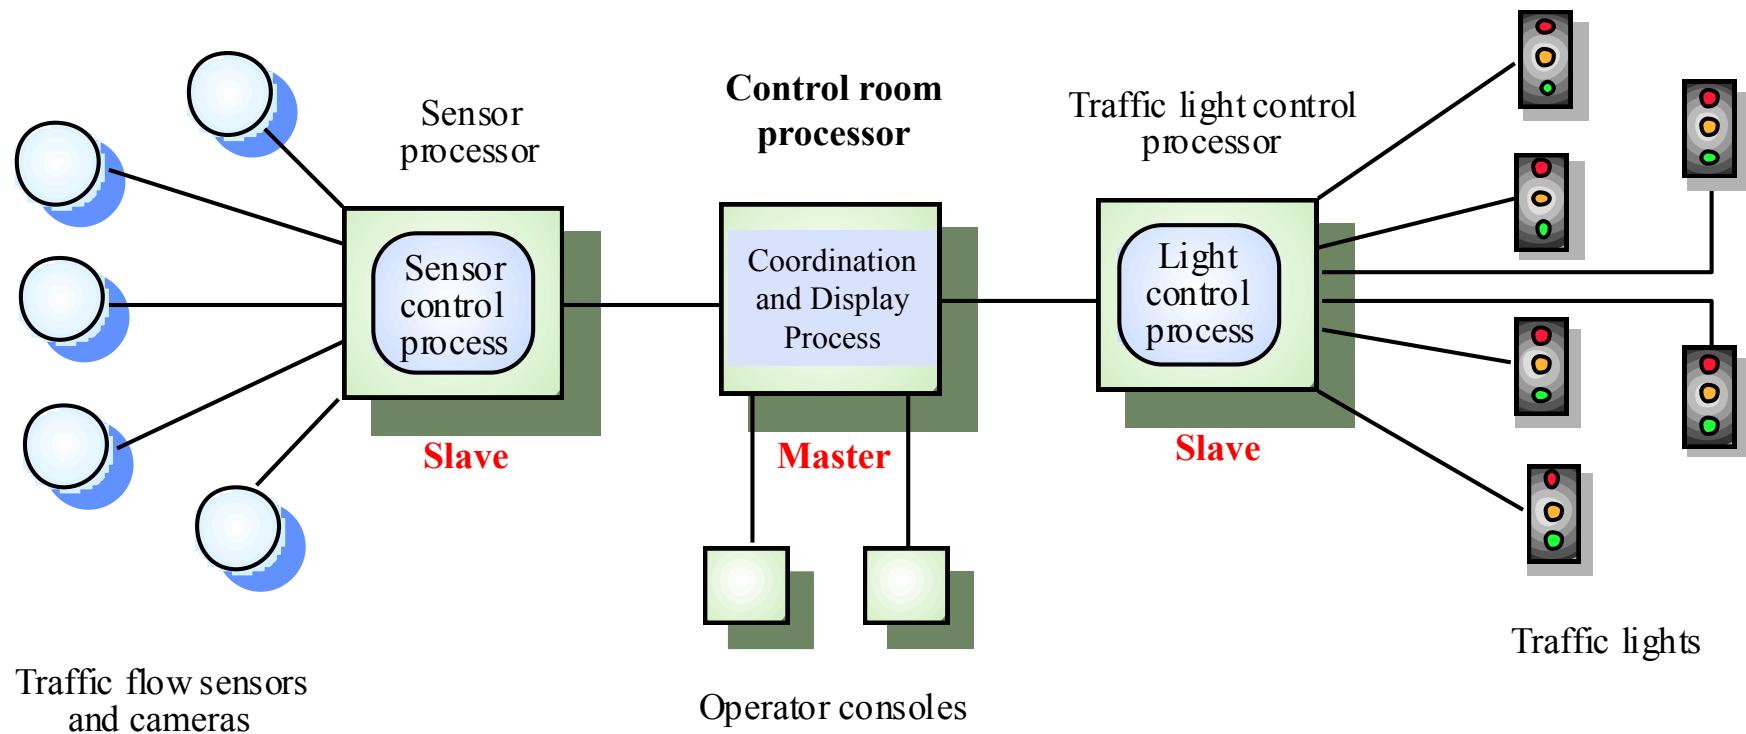 Sensor
processor
Control room
processor
Traffic light control
processor
Sensor
control
process
Coordination
and Display
Process
Light
control
process
Slave
Master
Slave
Traffic flow sensors
and cameras
Operator consoles
Traffic lights